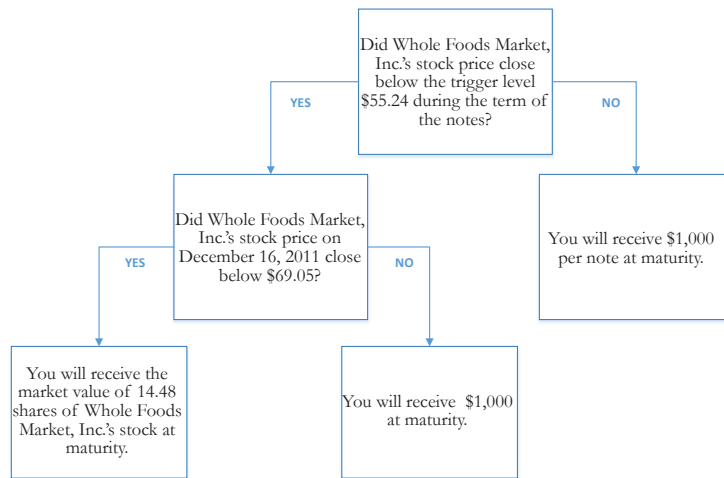 Did Whole Foods Market,
Inc.'s stock price close
below the trigger level
$55.24 during the term of
the notes?
YES
NO
Did Whole Foods Market,
Inc.'s stock price on
December 16, 2011 close
below $69.05?
You will receive $1,000
per note at maturity.
YES
NO
You will receive the
market value of 14.48
shares of Whole Foods
Market, Inc.'s stock at
maturity.
You will receive $1,000
at maturity.